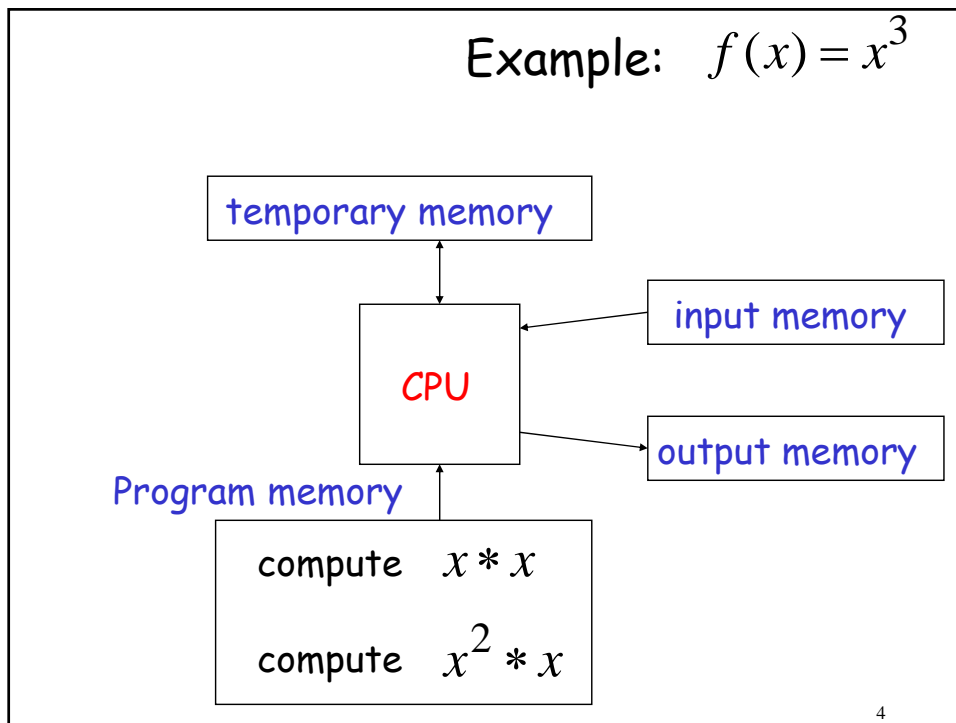 Example: f(x) = x³
temporary memory
input memory
CPU
output memory
Program memory
compute x * x
compute x² * x
4